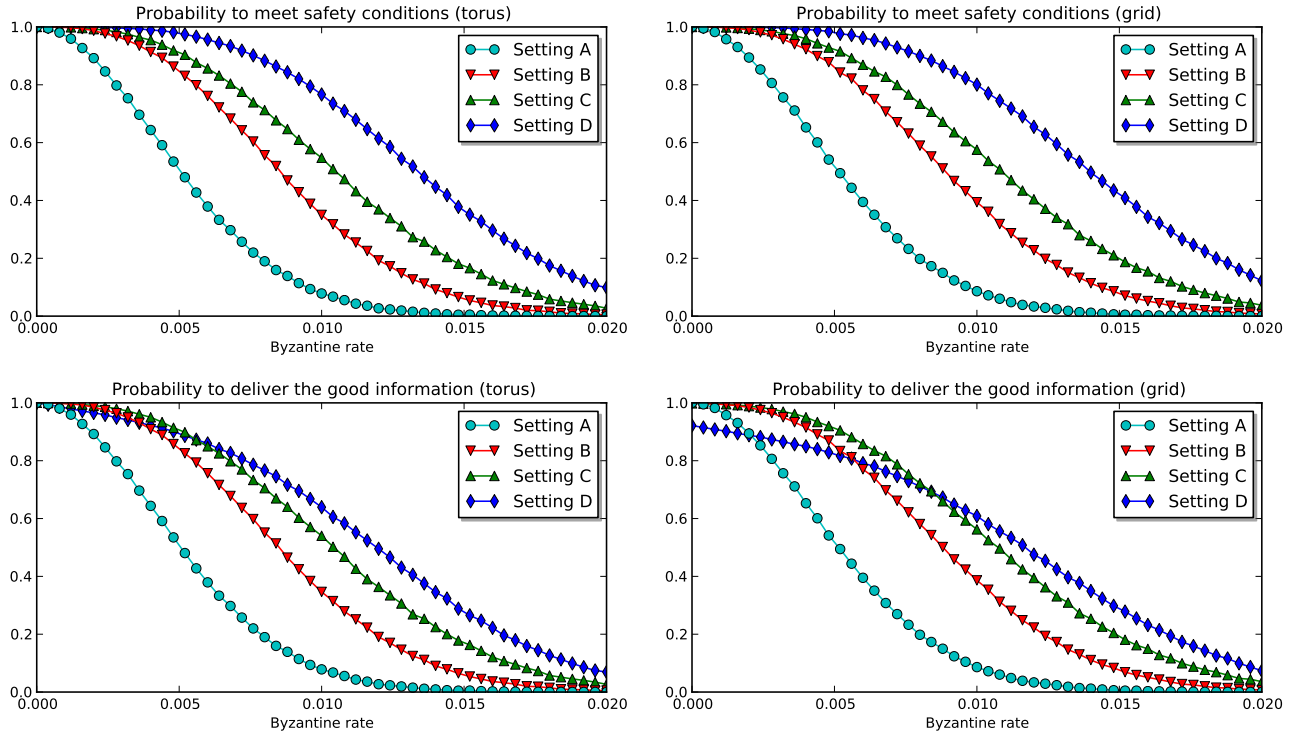 Probability to meet safety conditions (torus)
1.0
0.8
0.6
0.4
0.2
0.0
0.000
0.005
0.010
0.015
0.020
Byzantine rate
Setting A
Setting B
Setting C
Setting D
Probability to meet safety conditions (grid)
1.0
0.8
0.6
0.4
0.2
0.0
0.000
0.005
0.010
0.015
0.020
Byzantine rate
Setting A
Setting B
Setting C
Setting D
Probability to deliver the good information (torus)
1.0
0.8
0.6
0.4
0.2
0.0
0.000
0.005
0.010
0.015
0.020
Byzantine rate
Setting A
Setting B
Setting C
Setting D
Probability to deliver the good information (grid)
1.0
0.8
0.6
0.4
0.2
0.0
0.000
0.005
0.010
0.015
0.020
Byzantine rate
Setting A
Setting B
Setting C
Setting D